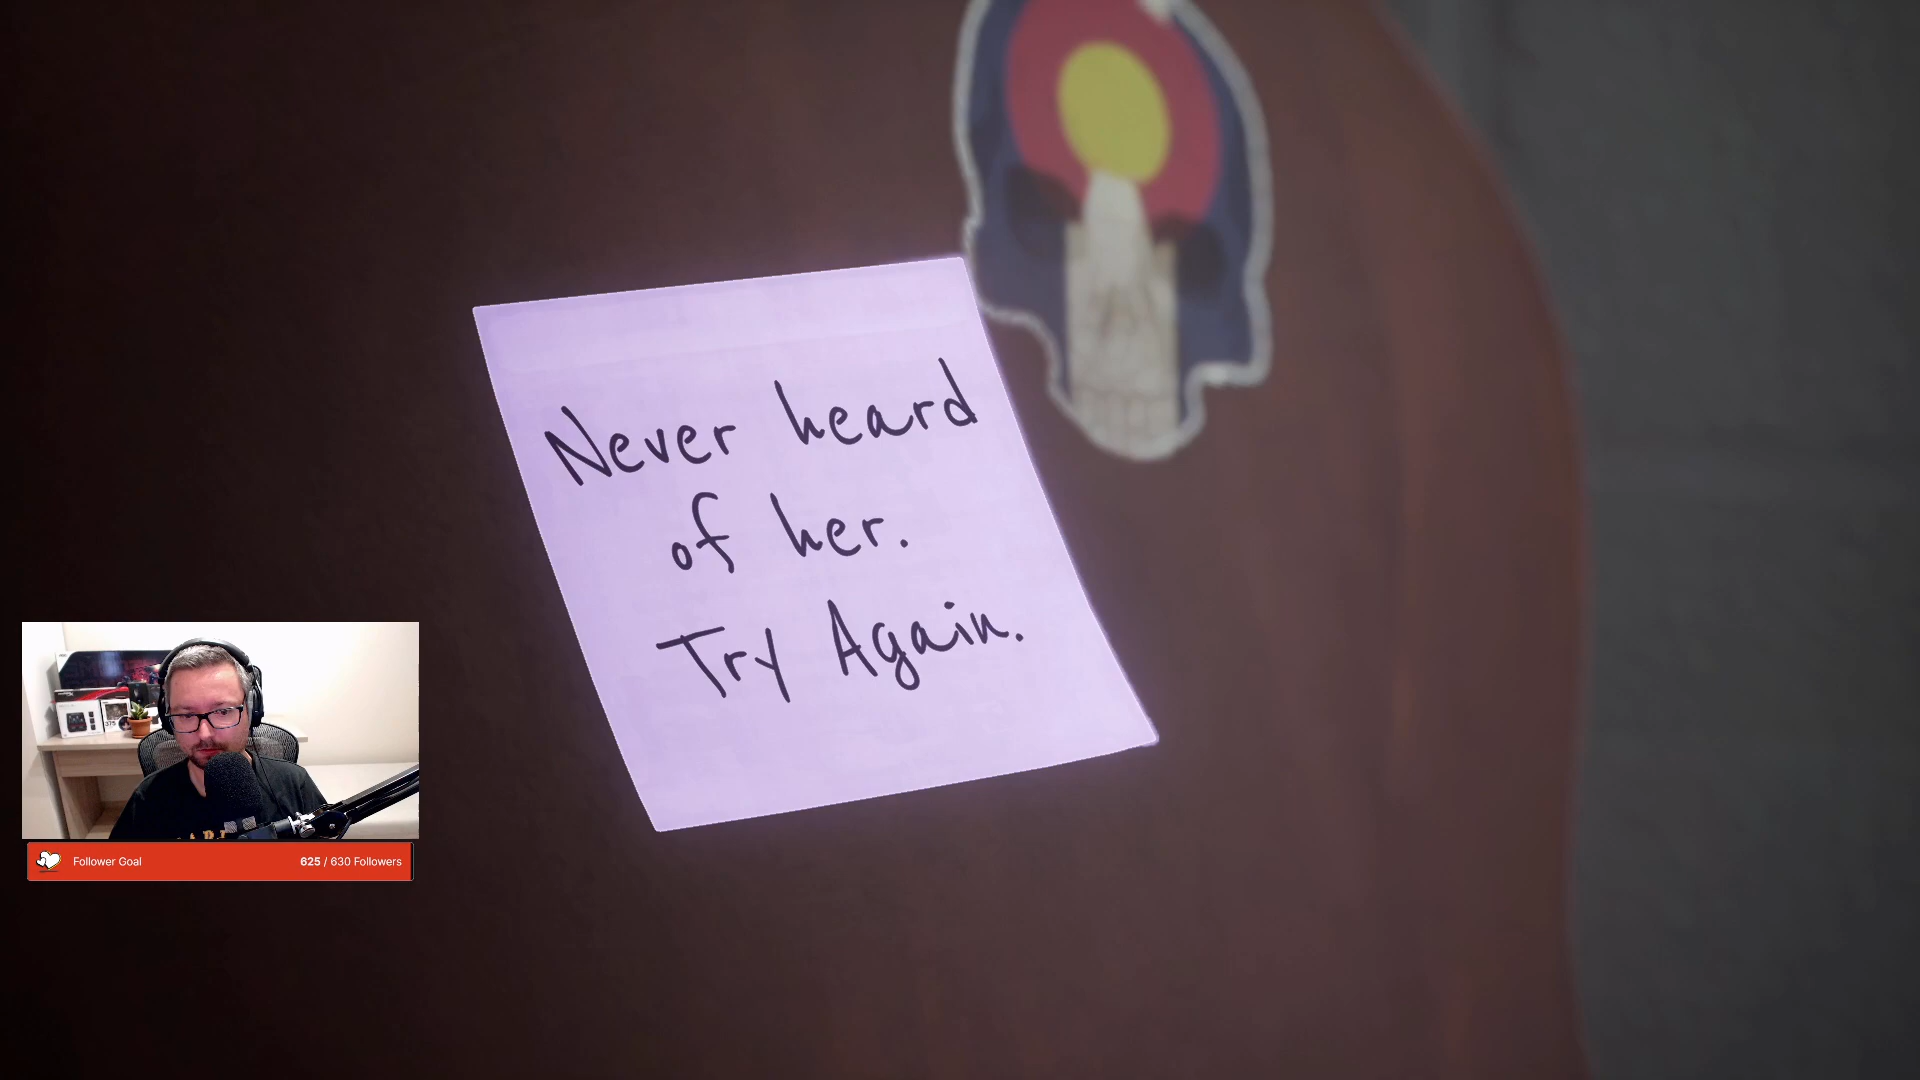 Never heard
of her.
Try Again.
Follower Goal
625 / 630 Followers